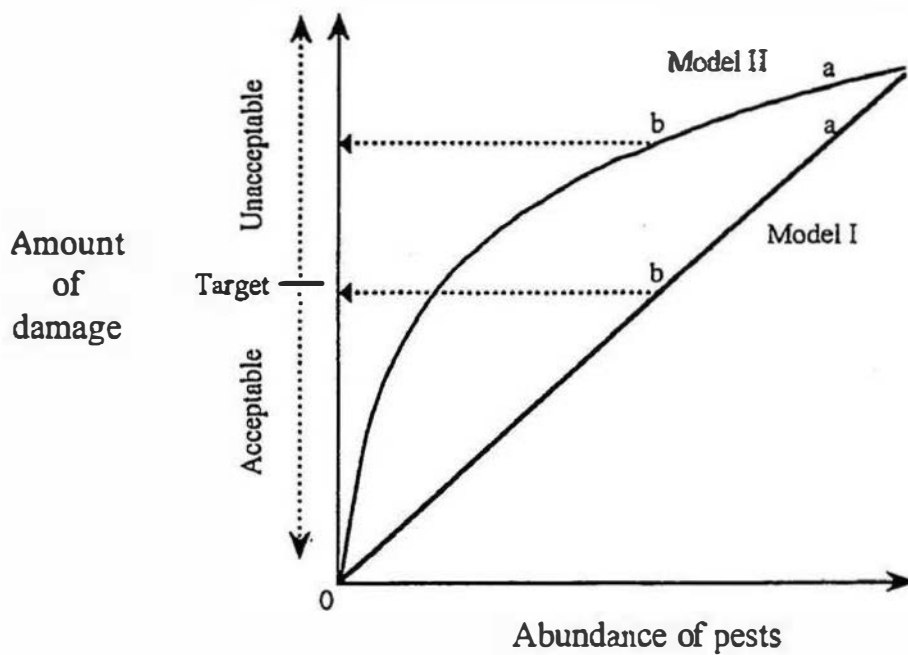 Model II
a
b
a
Unacceptable
Amount
of
damage
Model I
Target
b
Acceptable
0
Abundance of pests